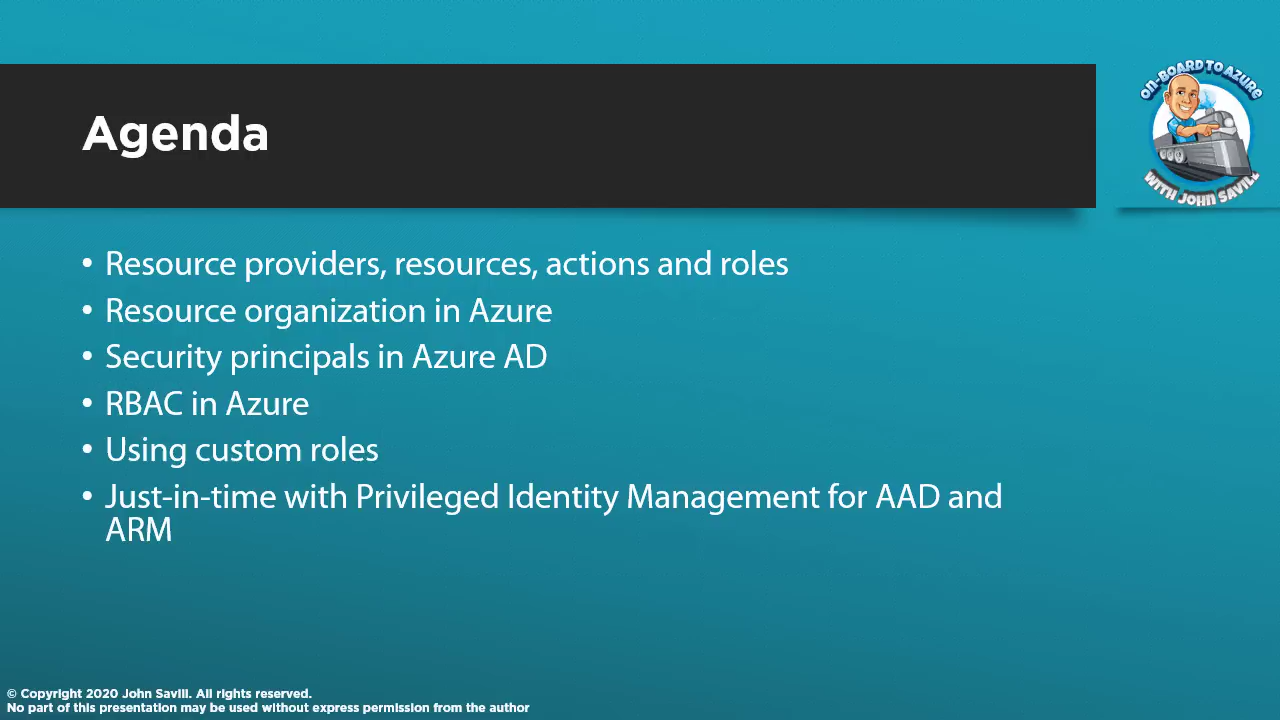 ON-BOARD TO AZURE
WITH JOHN SAVILL
Agenda
• Resource providers, resources, actions and roles
• Resource organization in Azure
• Security principals in Azure AD
• RBAC in Azure
• Using custom roles
• Just-in-time with Privileged Identity Management for AAD and
ARM
© Copyright 2020 John Savill. All rights reserved.
No part of this presentation may be used without express permission from the author